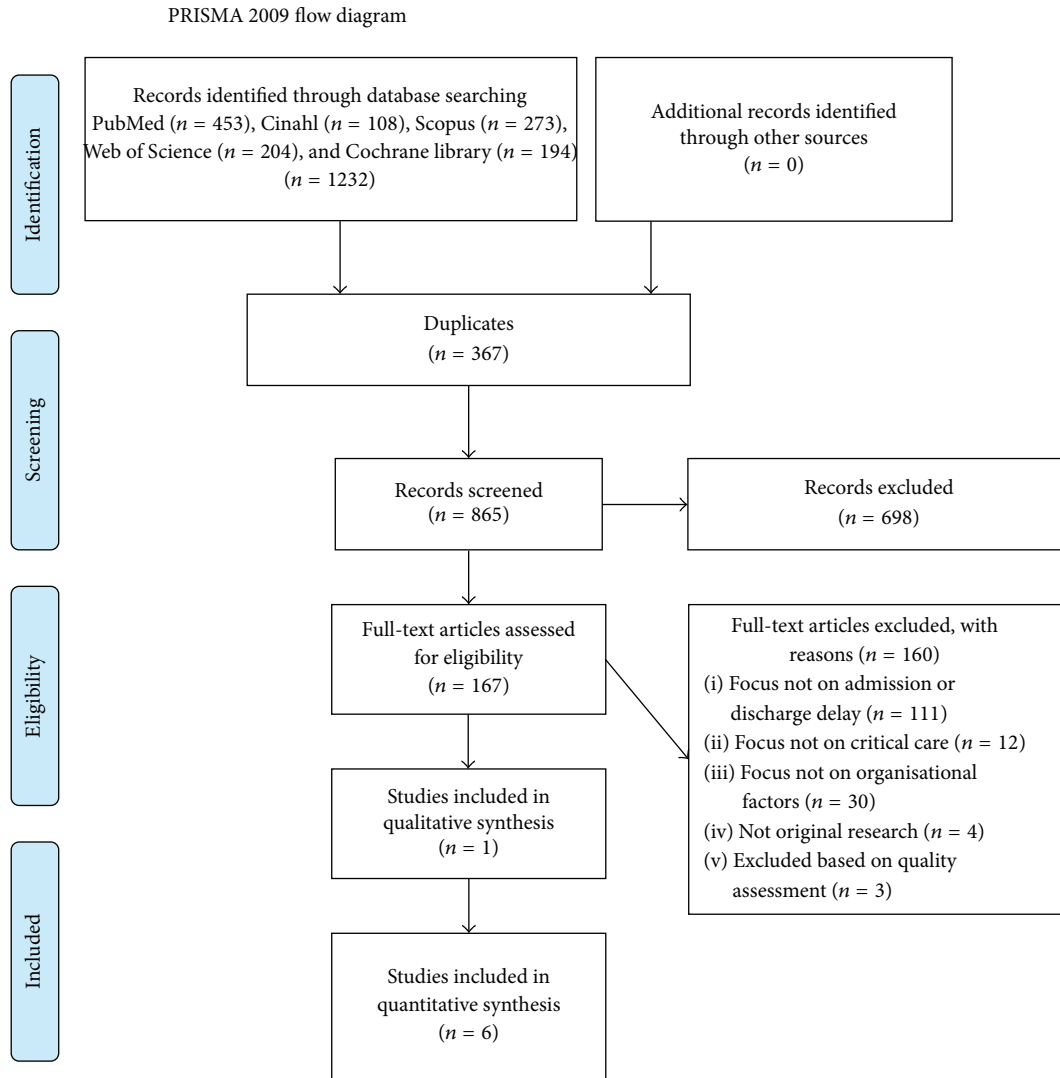 PRISMA 2009 flow diagram
Identification
Records identified through database searching
PubMed (n = 453), Cinahl (n = 108), Scopus (n = 273),
Web of Science (n = 204), and Cochrane library (n = 194)
(n = 1232)
Additional records identified
through other sources
(n = 0)
Duplicates
(n = 367)
Screening
Records screened
(n = 865)
Records excluded
(n = 698)
Eligibility
Full-text articles assessed
for eligibility
(n = 167)
Full-text articles excluded, with
reasons (n = 160)
(i) Focus not on admission or
discharge delay (n = 111)
(ii) Focus not on critical care (n = 12)
(iii) Focus not on organisational
factors (n = 30)
(iv) Not original research (n = 4)
(v) Excluded based on quality
assessment (n = 3)
Studies included in
qualitative synthesis
(n = 1)
Included
Studies included in
quantitative synthesis
(n = 6)